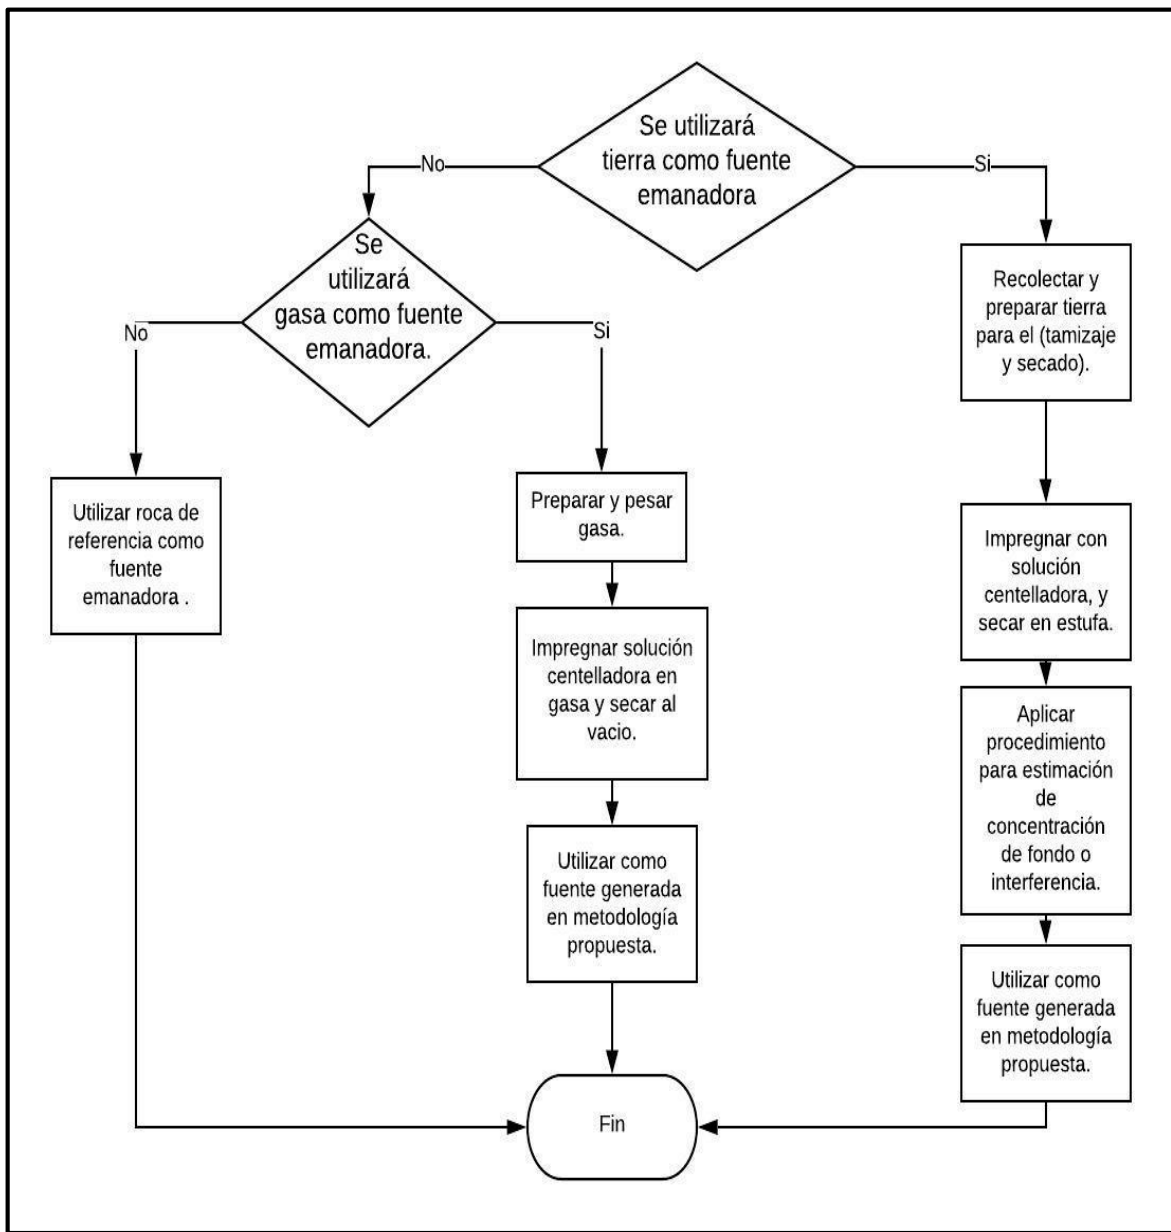 Se utilizará
tierra como fuente
emanadora
No
Si
Se
utilizará
gasa como fuente
emanadora.
No
Si
Recolectar y
preparar tierra
para el (tamizaje
y secado).
Utilizar roca de
referencia como
fuente
emanadora .
Preparar y pesar
gasa.
Impregnar con
solución
centelladora, y
secar en estufa.
Impregnar solución
centelladora en
gasa y secar al
vacio.
Aplicar
procedimiento
para estimación
de
concentración
de fondo o
interferencia.
Utilizar como
fuente generada
en metodología
propuesta.
Utilizar como
fuente generada
en metodología
propuesta.
Fin